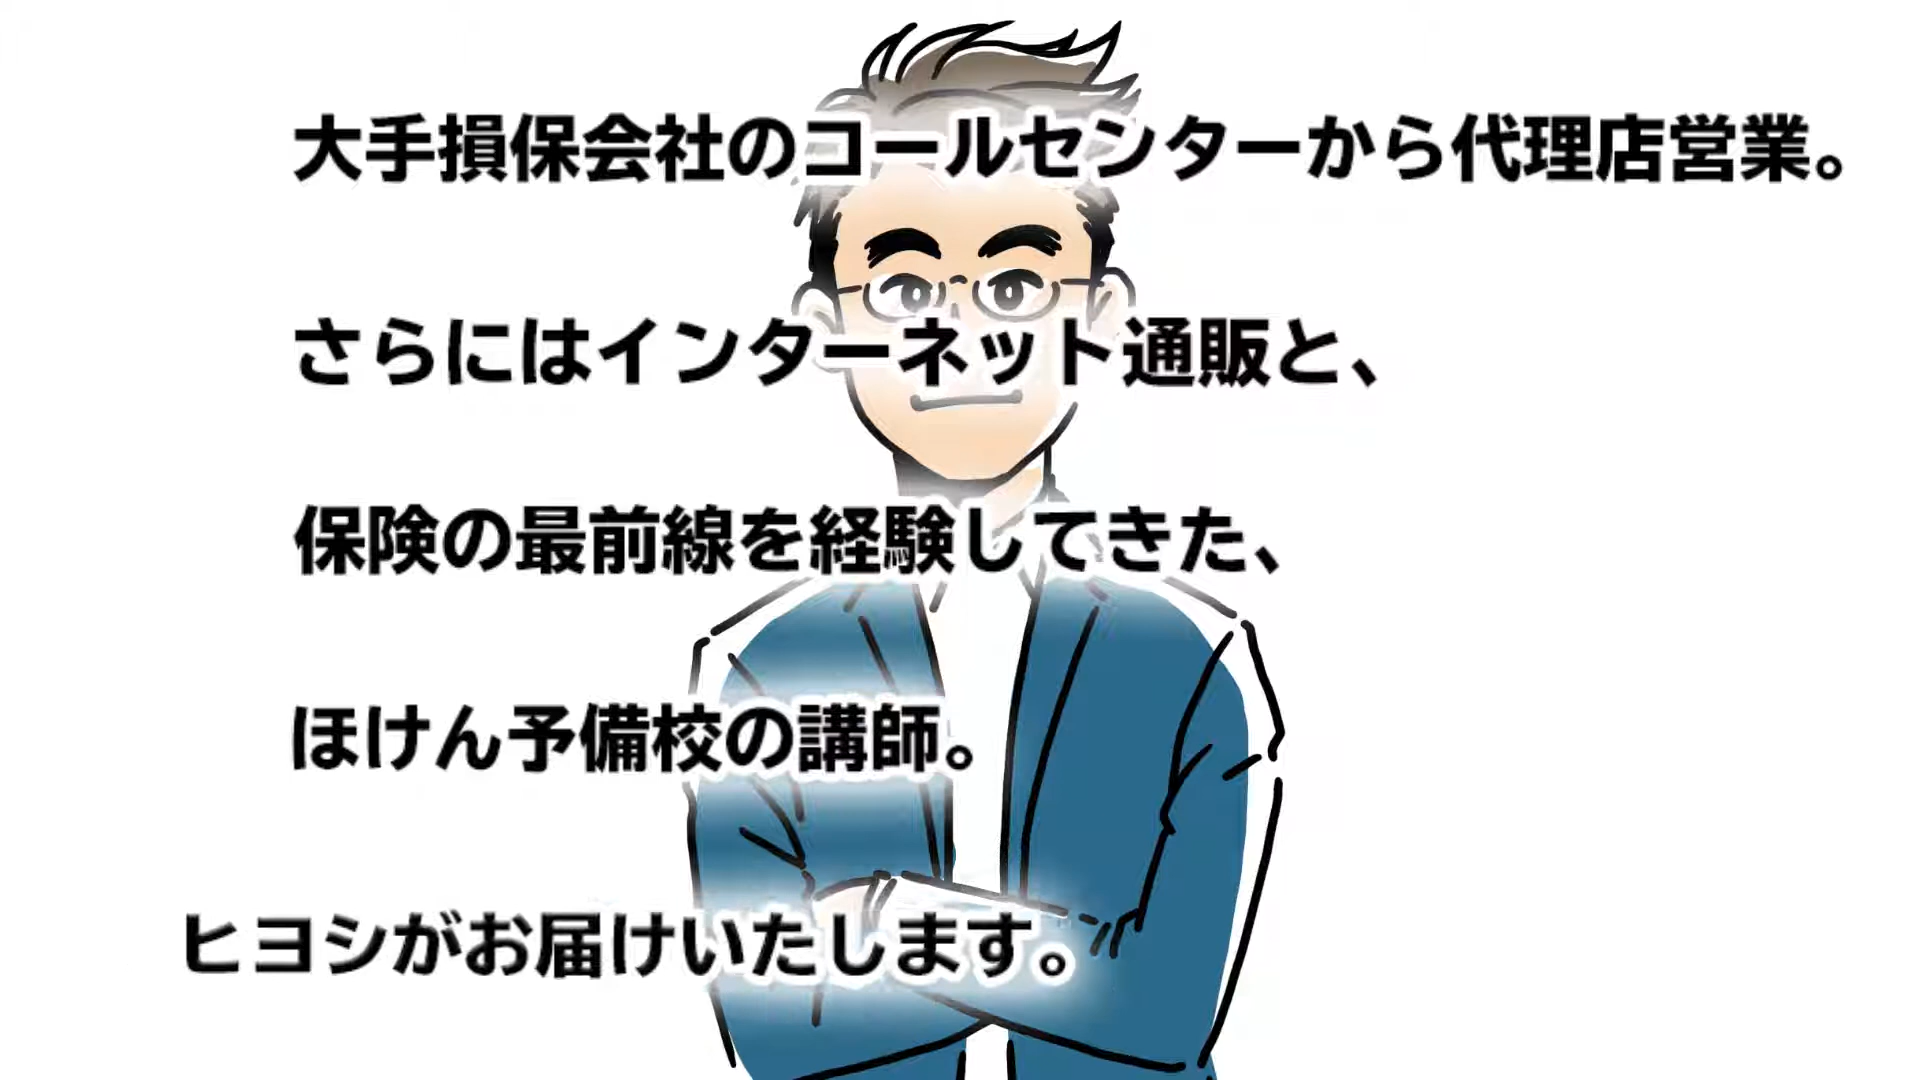 大手損保会社のコールセンターから代理店営業。
さらにはインターネット通販と、
保険の最前線を経験してきた、
ほけん予備校の講師。
ヒヨシがお届けいたします。